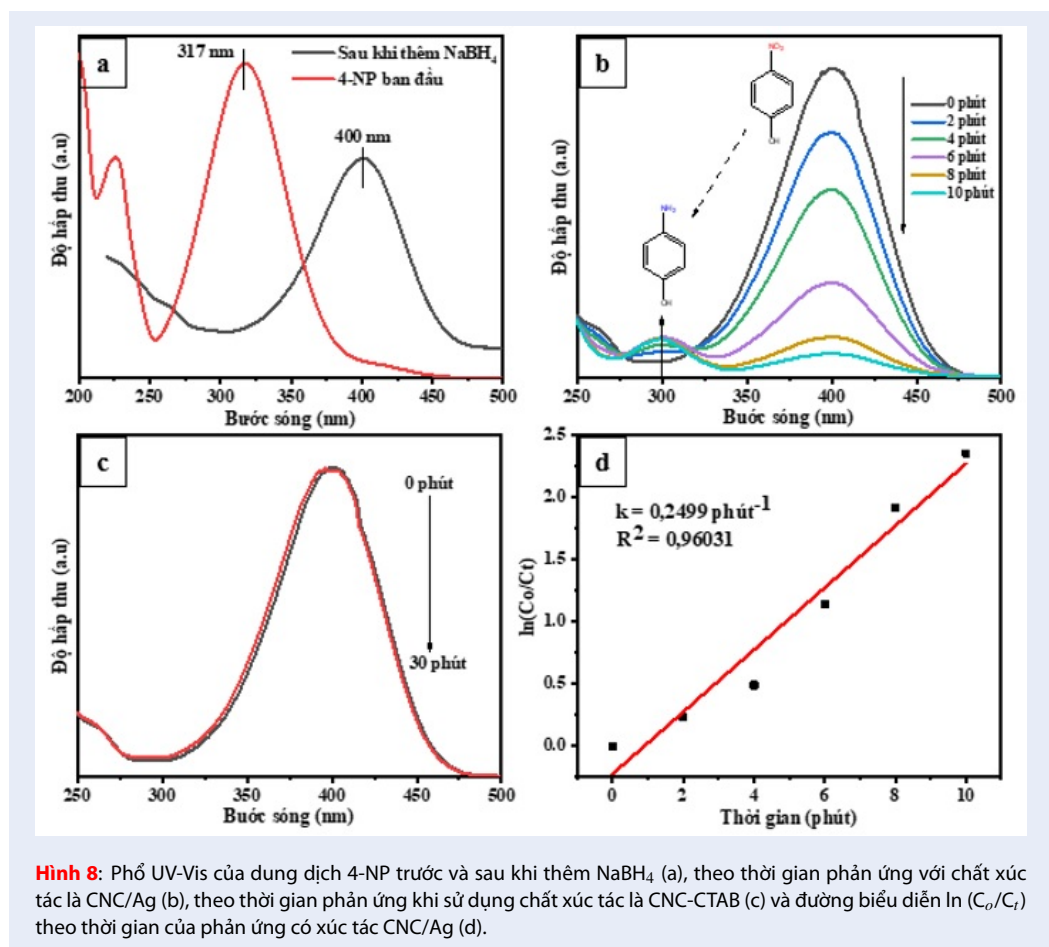 a
317 nm
Sau khi thêm NaBH4
4-NP ban đầu
400 nm
Độ hấp thu (a.u)
200 250 300 350 400 450 500
Bước sóng (nm)
b
NO2
OH
NH2
OH
0 phút
2 phút
4 phút
6 phút
8 phút
10 phút
Độ hấp thu (a.u)
250 300 350 400 450 500
Buớc sóng (nm)
c
0 phút
30 phút
Độ hấp thu (a.u)
250 300 350 400 450 500
Buớc sóng (nm)
d
k = 0,2499 phút-1
R2 = 0,96031
ln(Co/Ct)
2.5
2.0
1.5
1.0
0.5
0.0
0 2 4 6 8 10
Thời gian (phút)
Hình 8: Phổ UV-Vis của dung dịch 4-NP trước và sau khi thêm NaBH4 (a), theo thời gian phản ứng với chất xúc
tác là CNC/Ag (b), theo thời gian phản ứng khi sử dụng chất xúc tác là CNC-CTAB (c) và đường biểu diễn ln (Co/Ct)
theo thời gian của phản ứng có xúc tác CNC/Ag (d).